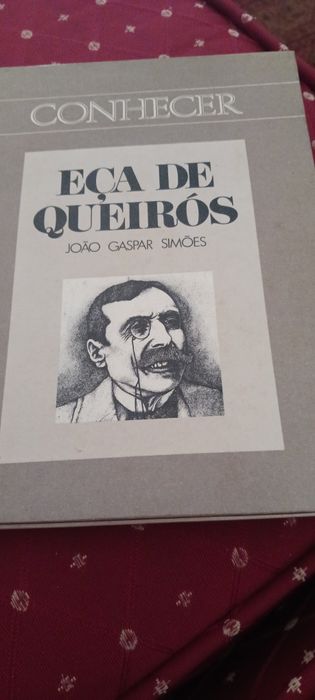 CONHECER
EÇA DE
QUEIRÓS
JOÃO GASPAR SIMÕES